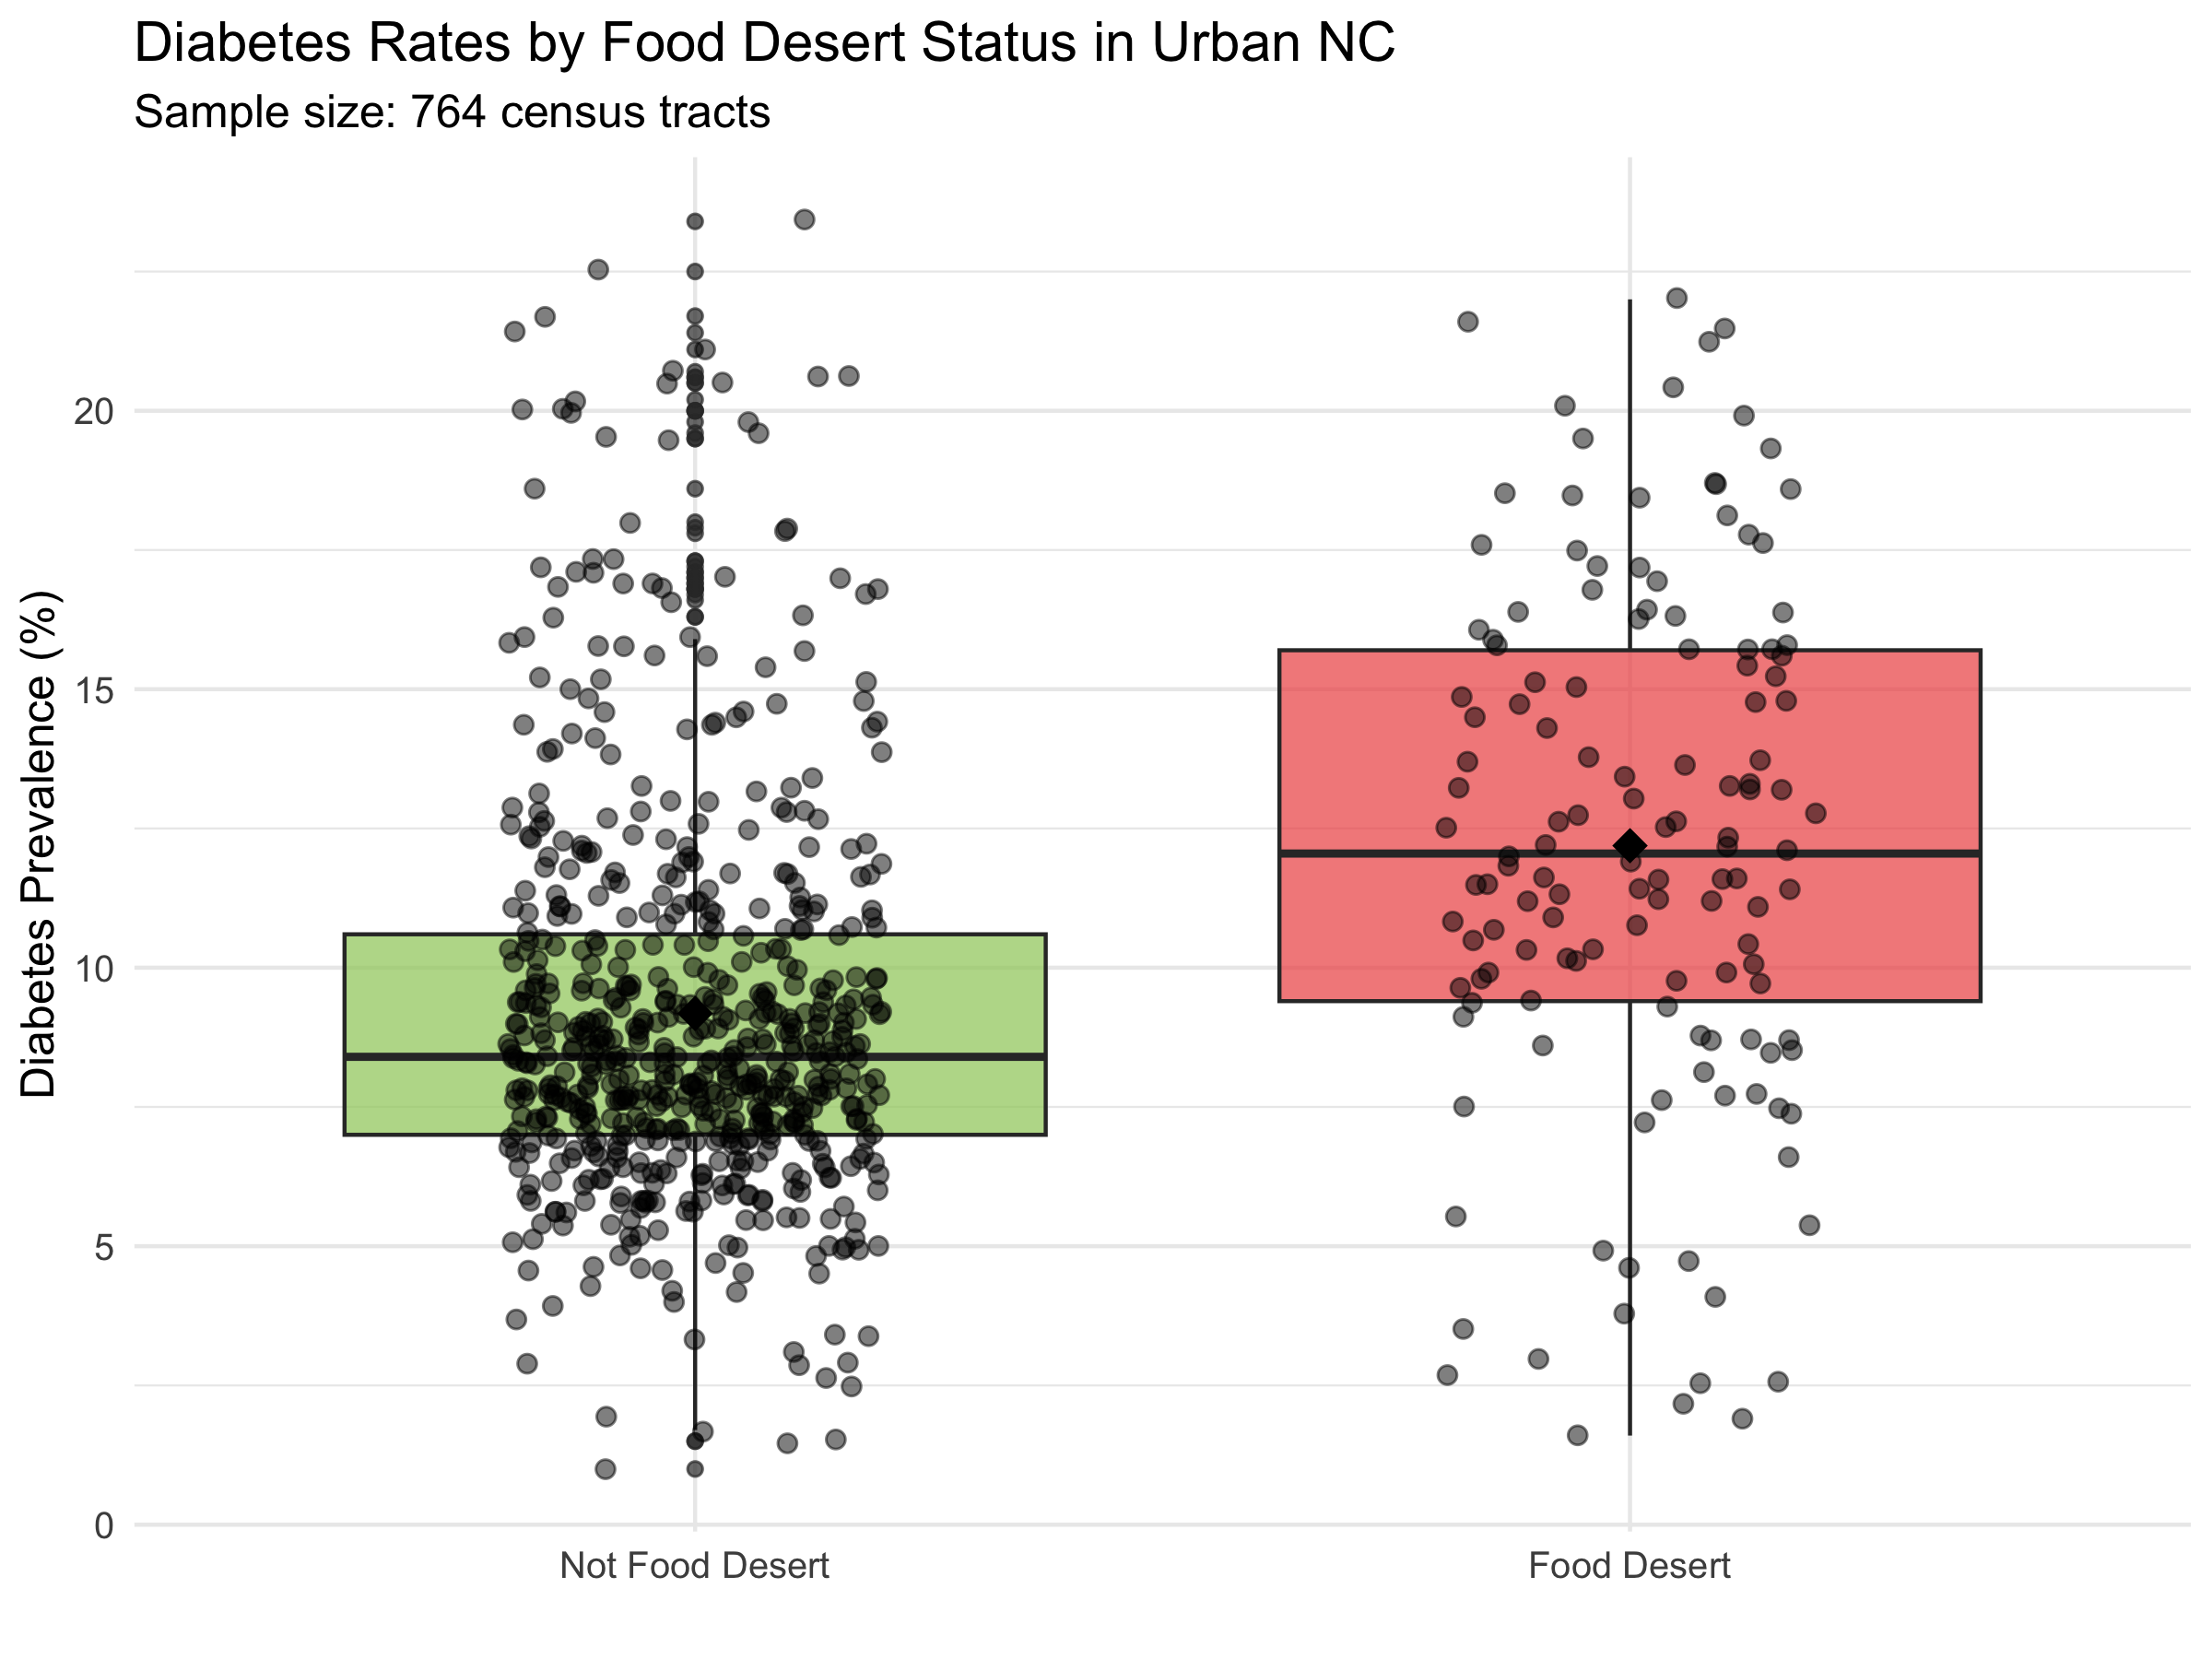 Diabetes Rates by Food Desert Status in Urban NC
Sample size: 764 census tracts
Diabetes Prevalence (%)
20
15
10
5
0
Not Food Desert
Food Desert